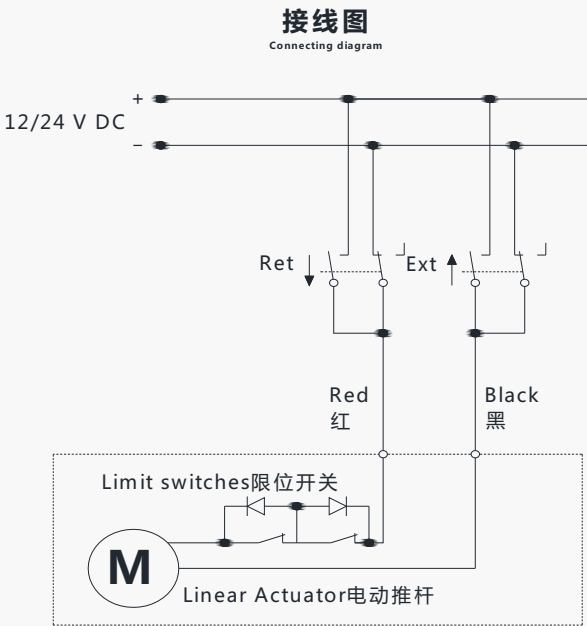 接线图
Connecting diagram
+
12/24 V DC
−
Ret
Ext
Red
红
Black
黑
Limit switches限位开关
M
Linear Actuator电动推杆